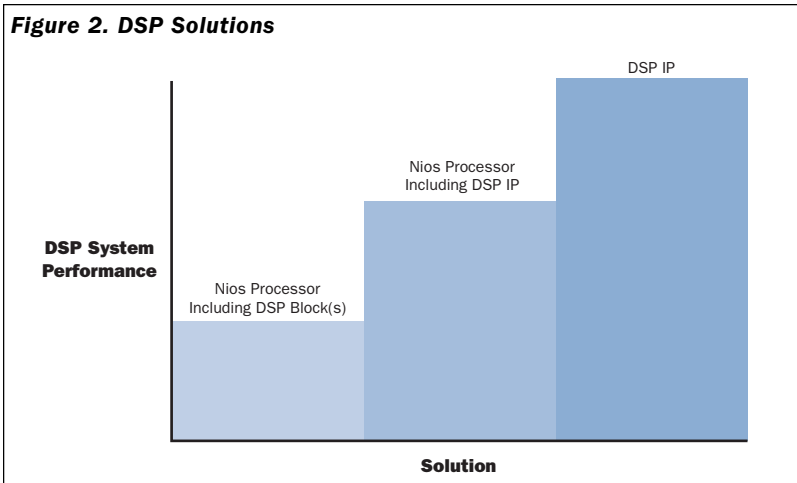 Figure 2. DSP Solutions
DSP IP
Nios Processor
Including DSP IP
DSP System
Performance
Nios Processor
Including DSP Block(s)
Solution